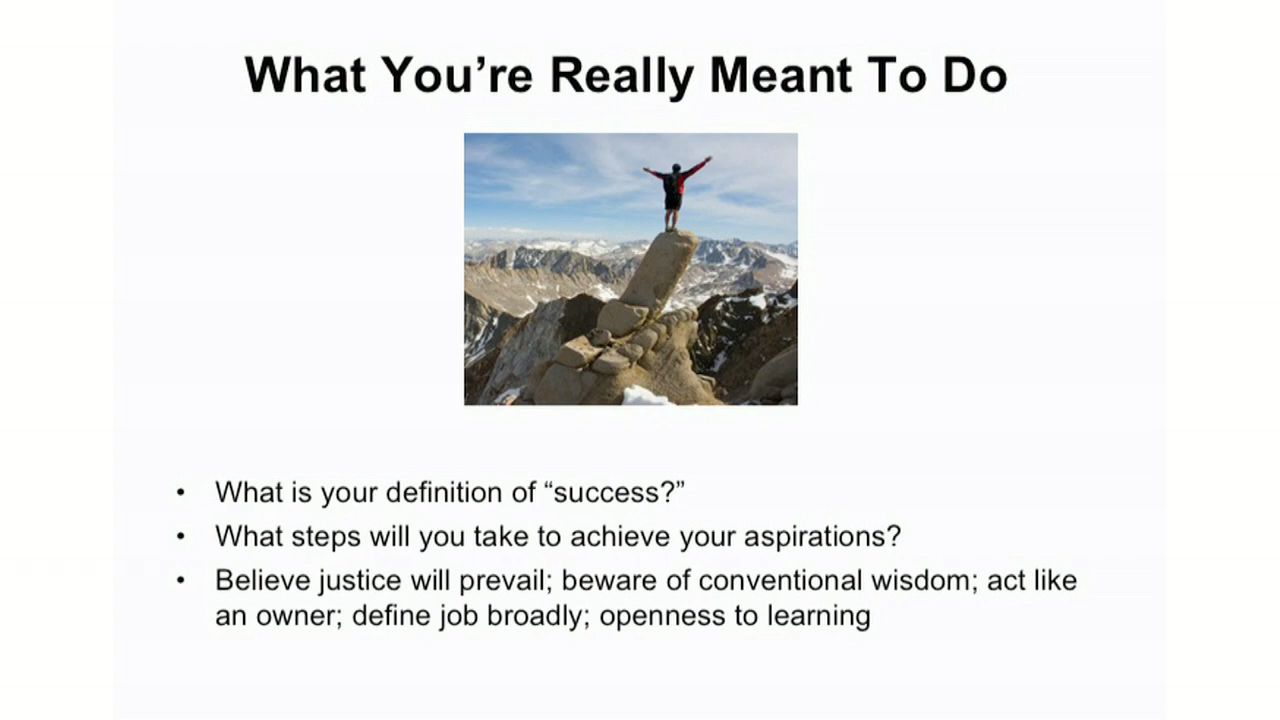 What You’re Really Meant To Do
• What is your definition of “success?”
• What steps will you take to achieve your aspirations?
• Believe justice will prevail; beware of conventional wisdom; act like
an owner; define job broadly; openness to learning